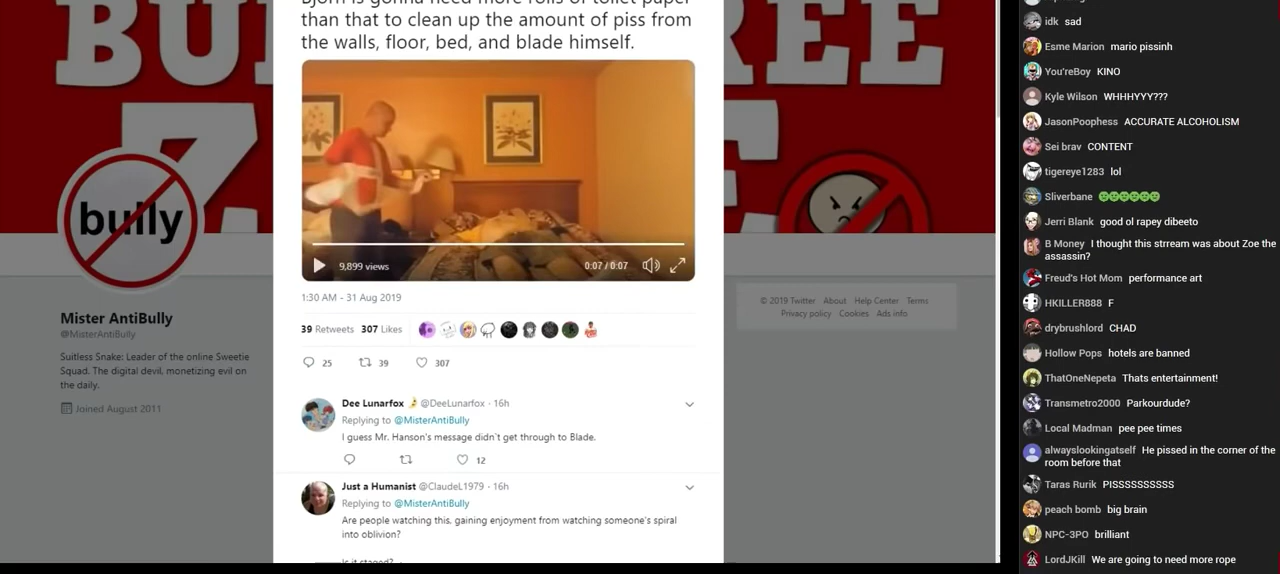 BU REE
Z E
Bjorn is gonna need more rolls of toilet paper
than that to clean up the amount of piss from
the walls, floor, bed, and blade himself.
9,899 views 0:07 / 0:07
1:30 AM - 31 Aug 2019
39 Retweets 307 Likes
25 39 307
Dee Lunarfox @DeeLunarfox · 16h
Replying to @MisterAntiBully
I guess Mr. Hanson's message didn't get through to Blade.
12
Just a Humanist @ClaudeL1979 · 16h
Replying to @MisterAntiBully
Are people watching this, gaining enjoyment from watching someone's spiral
into oblivion?
Is it staged?
bully
Mister AntiBully
@MisterAntiBully
Suitless Snake: Leader of the online Sweetie
Squad. The digital devil, monetizing evil on
the daily.
Joined August 2011
© 2019 Twitter About Help Center Terms
Privacy policy Cookies Ads info
idk sad
Esme Marion mario pissinh
You'reBoy KINO
Kyle Wilson WHHHYYY???
JasonPoophess ACCURATE ALCOHOLISM
Sei brav CONTENT
tigereye1283 lol
Sliverbane
Jerri Blank good ol rapey dibeeto
B Money I thought this strream was about Zoe the
assassin?
Freud's Hot Mom performance art
HKILLER888 F
drybrushlord CHAD
Hollow Pops hotels are banned
ThatOneNepeta Thats entertainment!
Transmetro2000 Parkourdude?
Local Madman pee pee times
alwayslookingatself He pissed in the corner of the
room before that
Taras Rurik PISSSSSSSSSS
peach bomb big brain
NPC-3PO brilliant
LordJKill We are going to need more rope